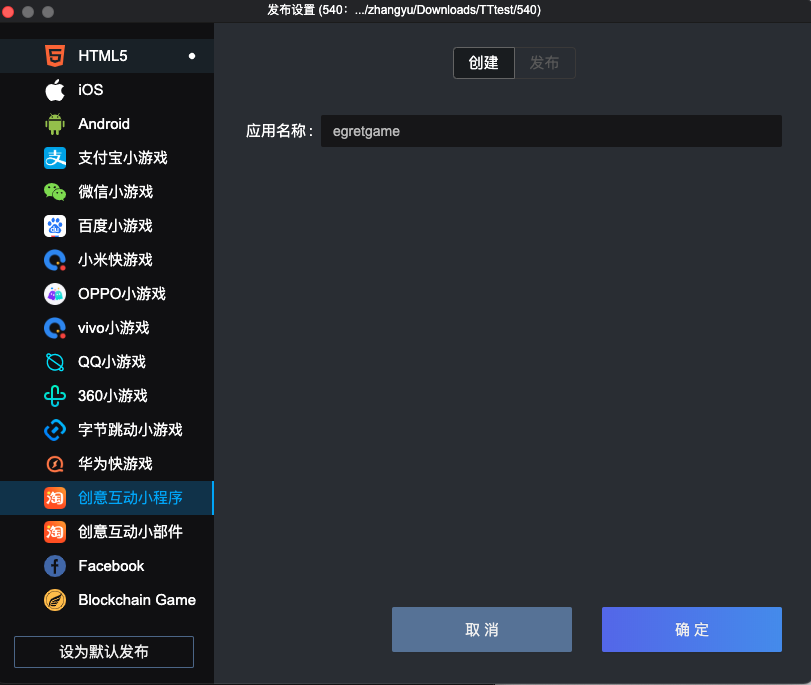 发布设置 (540: .../zhangyu/Downloads/TTtest/540)
HTML5
iOS
Android
支付宝小游戏
微信小游戏
百度小游戏
小米快游戏
OPPO小游戏
vivo小游戏
QQ小游戏
360小游戏
字节跳动小游戏
华为快游戏
创意互动小程序
创意互动小部件
Facebook
Blockchain Game
设为默认发布
创建 发布
应用名称: egretgame
取 消 确 定